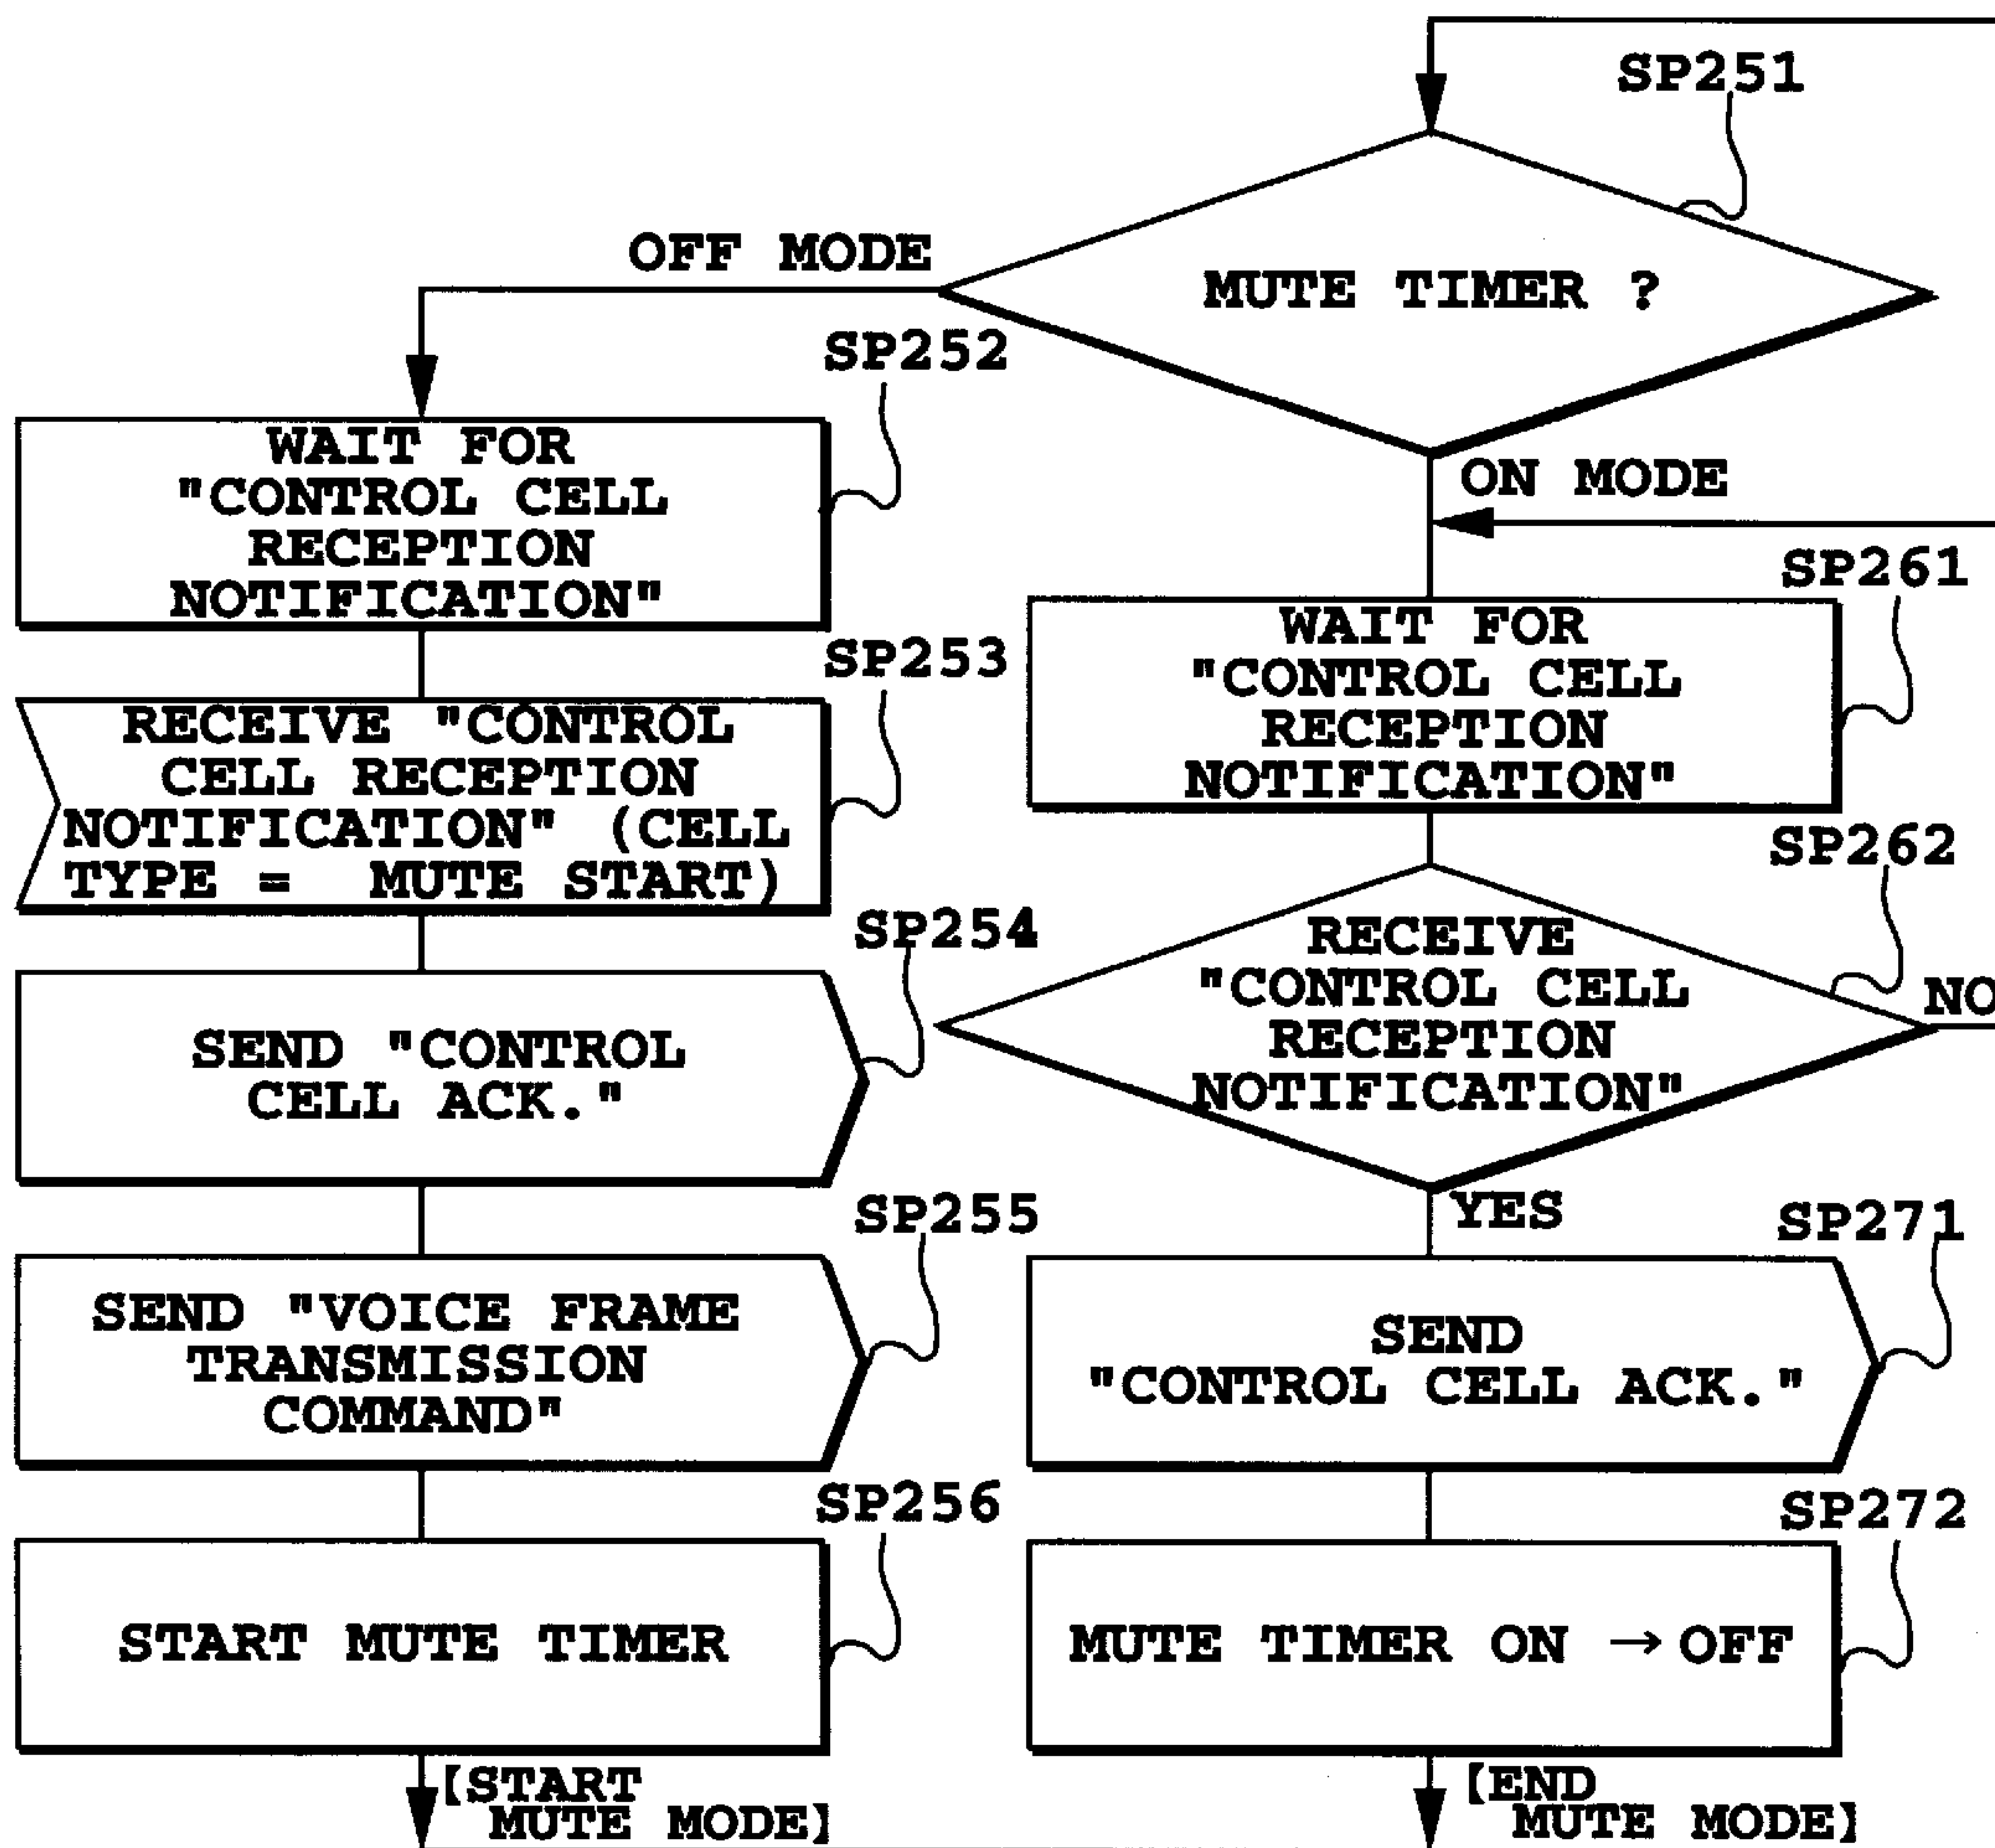 SP251
MUTE TIMER ?
OFF MODE
SP252
WAIT FOR
"CONTROL CELL
RECEPTION
NOTIFICATION"
SP253
RECEIVE "CONTROL
CELL RECEPTION
NOTIFICATION" (CELL
TYPE = MUTE START)
SP254
SEND "CONTROL
CELL ACK."
SP255
SEND "VOICE FRAME
TRANSMISSION
COMMAND"
SP256
START MUTE TIMER
[START
MUTE MODE]
ON MODE
SP261
WAIT FOR
"CONTROL CELL
RECEPTION
NOTIFICATION"
SP262
RECEIVE
"CONTROL CELL
RECEPTION
NOTIFICATION"
NO
YES
SP271
SEND
"CONTROL CELL ACK."
SP272
MUTE TIMER ON → OFF
[END
MUTE MODE]